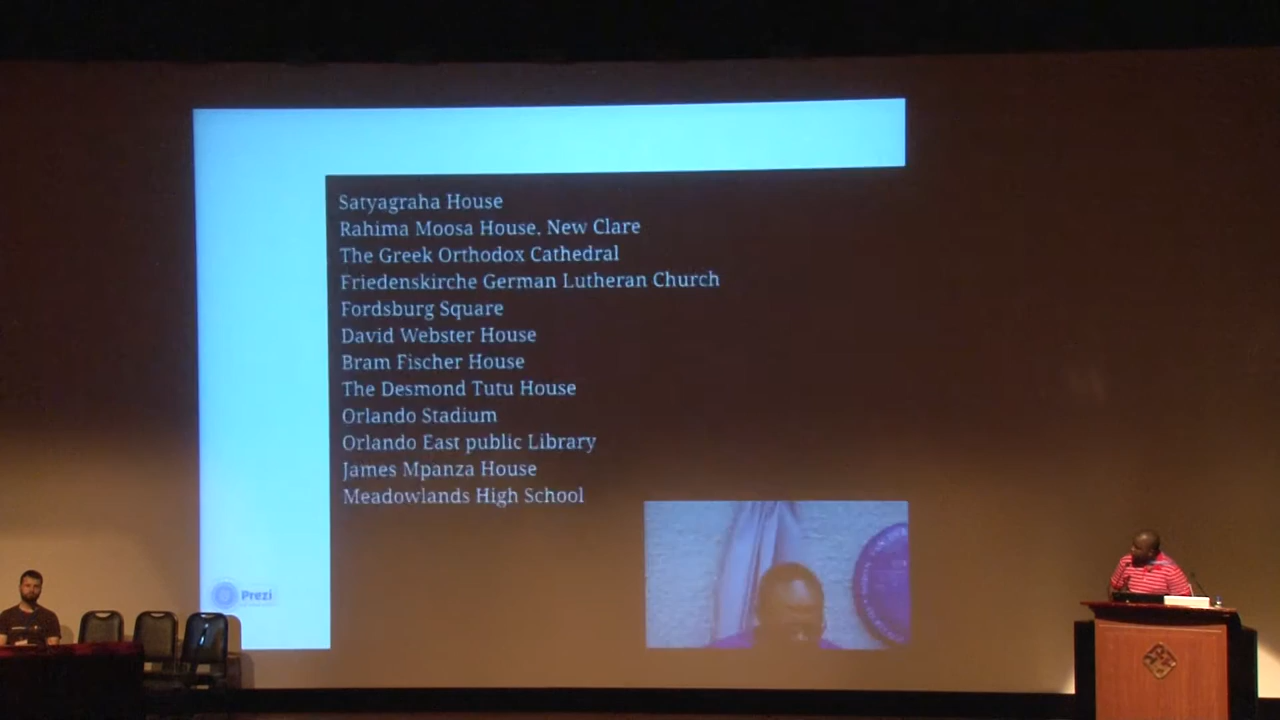 Satyagraha House
Rahima Moosa House, New Clare
The Greek Orthodox Cathedral
Friedenskirche German Lutheran Church
Fordsburg Square
David Webster House
Bram Fischer House
The Desmond Tutu House
Orlando Stadium
Orlando East public Library
James Mpanza House
Meadowlands High School
Prezi